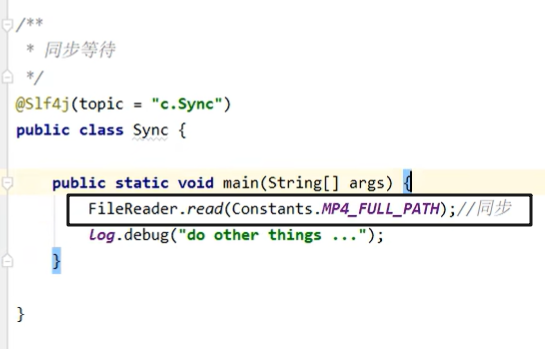 /**
 * 同步等待
 */
@Slf4j(topic = "c.Sync")
public class Sync {
    public static void main(String[] args) {
        FileReader.read(Constants.MP4_FULL_PATH);//同步
        log.debug("do other things ...");
    }
}